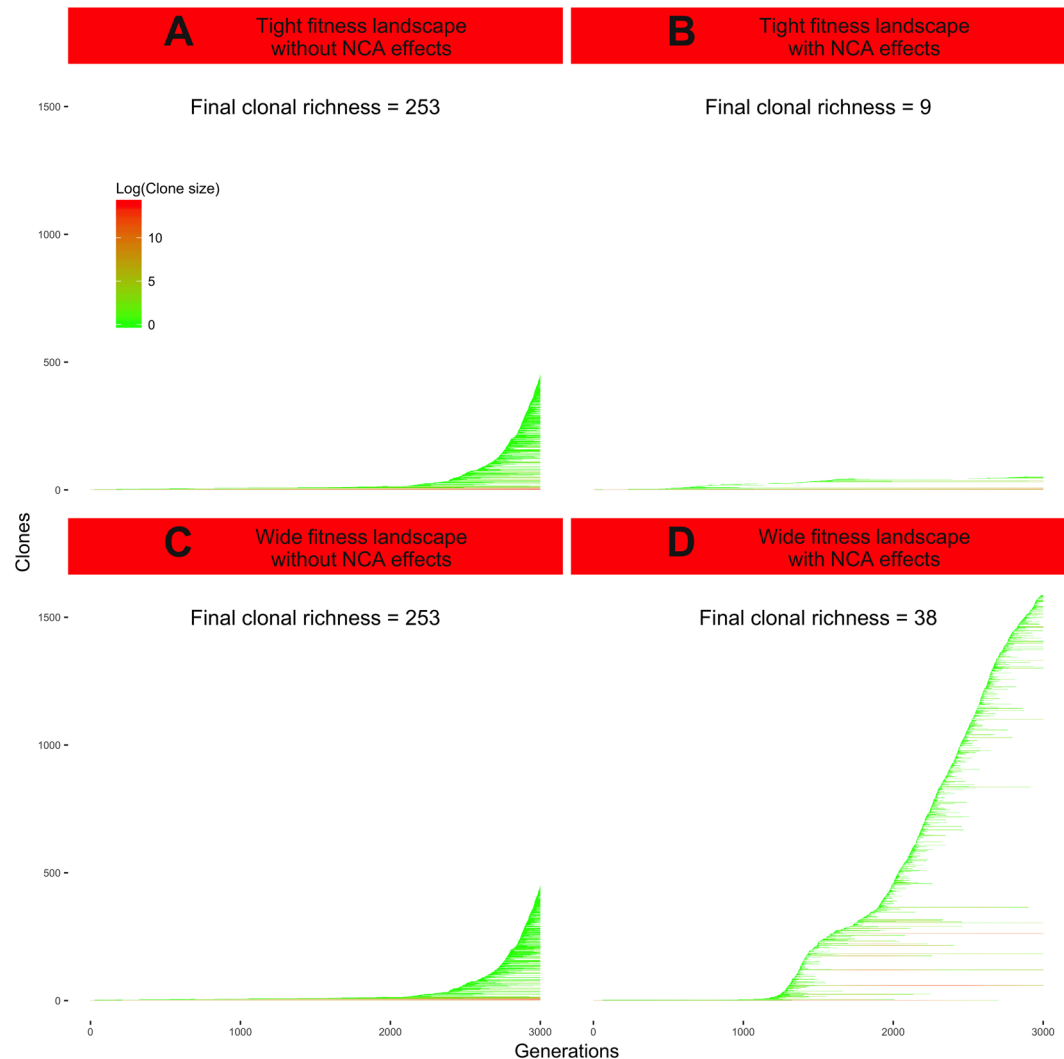 A
Tight fitness landscape
without NCA effects
B
Tight fitness landscape
with NCA effects
Final clonal richness = 253
Final clonal richness = 9
Log(Clone size)
10
5
0
1500
1000
500
0
C
Wide fitness landscape
without NCA effects
D
Wide fitness landscape
with NCA effects
Final clonal richness = 253
Final clonal richness = 38
1500
1000
500
0
Clones
0
1000
2000
3000
0
1000
2000
3000
Generations